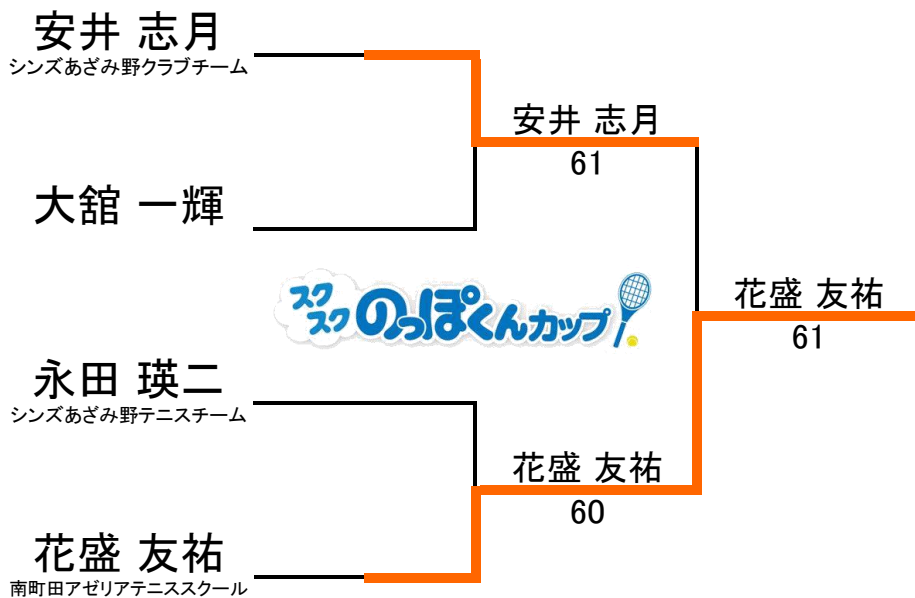 安井 志月
シンズあざみ野クラブチーム
安井 志月
61
大舘 一輝
スクスク のっぽくんカップ
花盛 友祐
61
永田 瑛二
シンズあざみ野テニスチーム
花盛 友祐
60
花盛 友祐
南町田アゼリアテニススクール